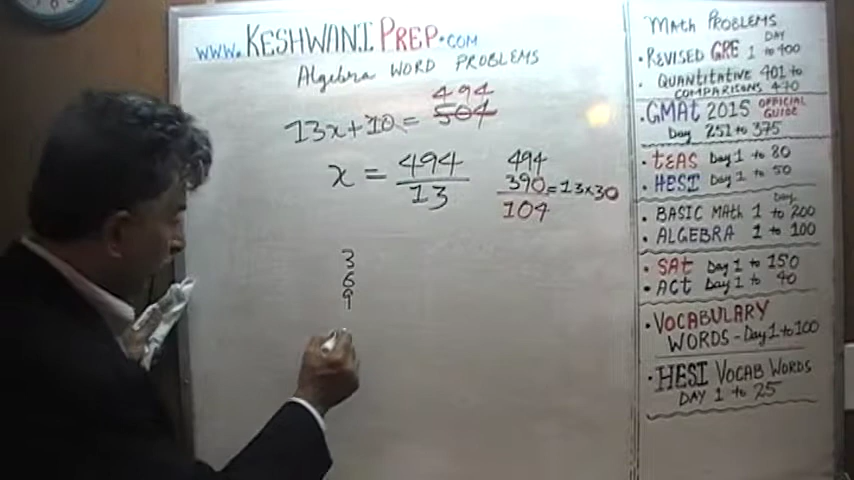 www.KESHWANIPREP.COM
Algebra WORD PROBLEMS
494
13x+10= 504
x = 494/13
494
390=13x30
104
3
6
9
MATH PROBLEMS
DAY
• REVISED GRE 1 to 400
• QUANTITATIVE 401 to
COMPARISONS 470
• GMAT 2015 OFFICIAL GUIDE
Day 251 to 375
• TEAS Day 1 to 80
• HESI Day 1 to 50
Day
• BASIC MATH 1 to 200
• ALGEBRA 1 to 100
• SAT Day 1 to 150
• ACT Day 1 to 40
• VOCABULARY
WORDS - Day 1 to 100
• HESI VOCAB WORDS
DAY 1 to 25